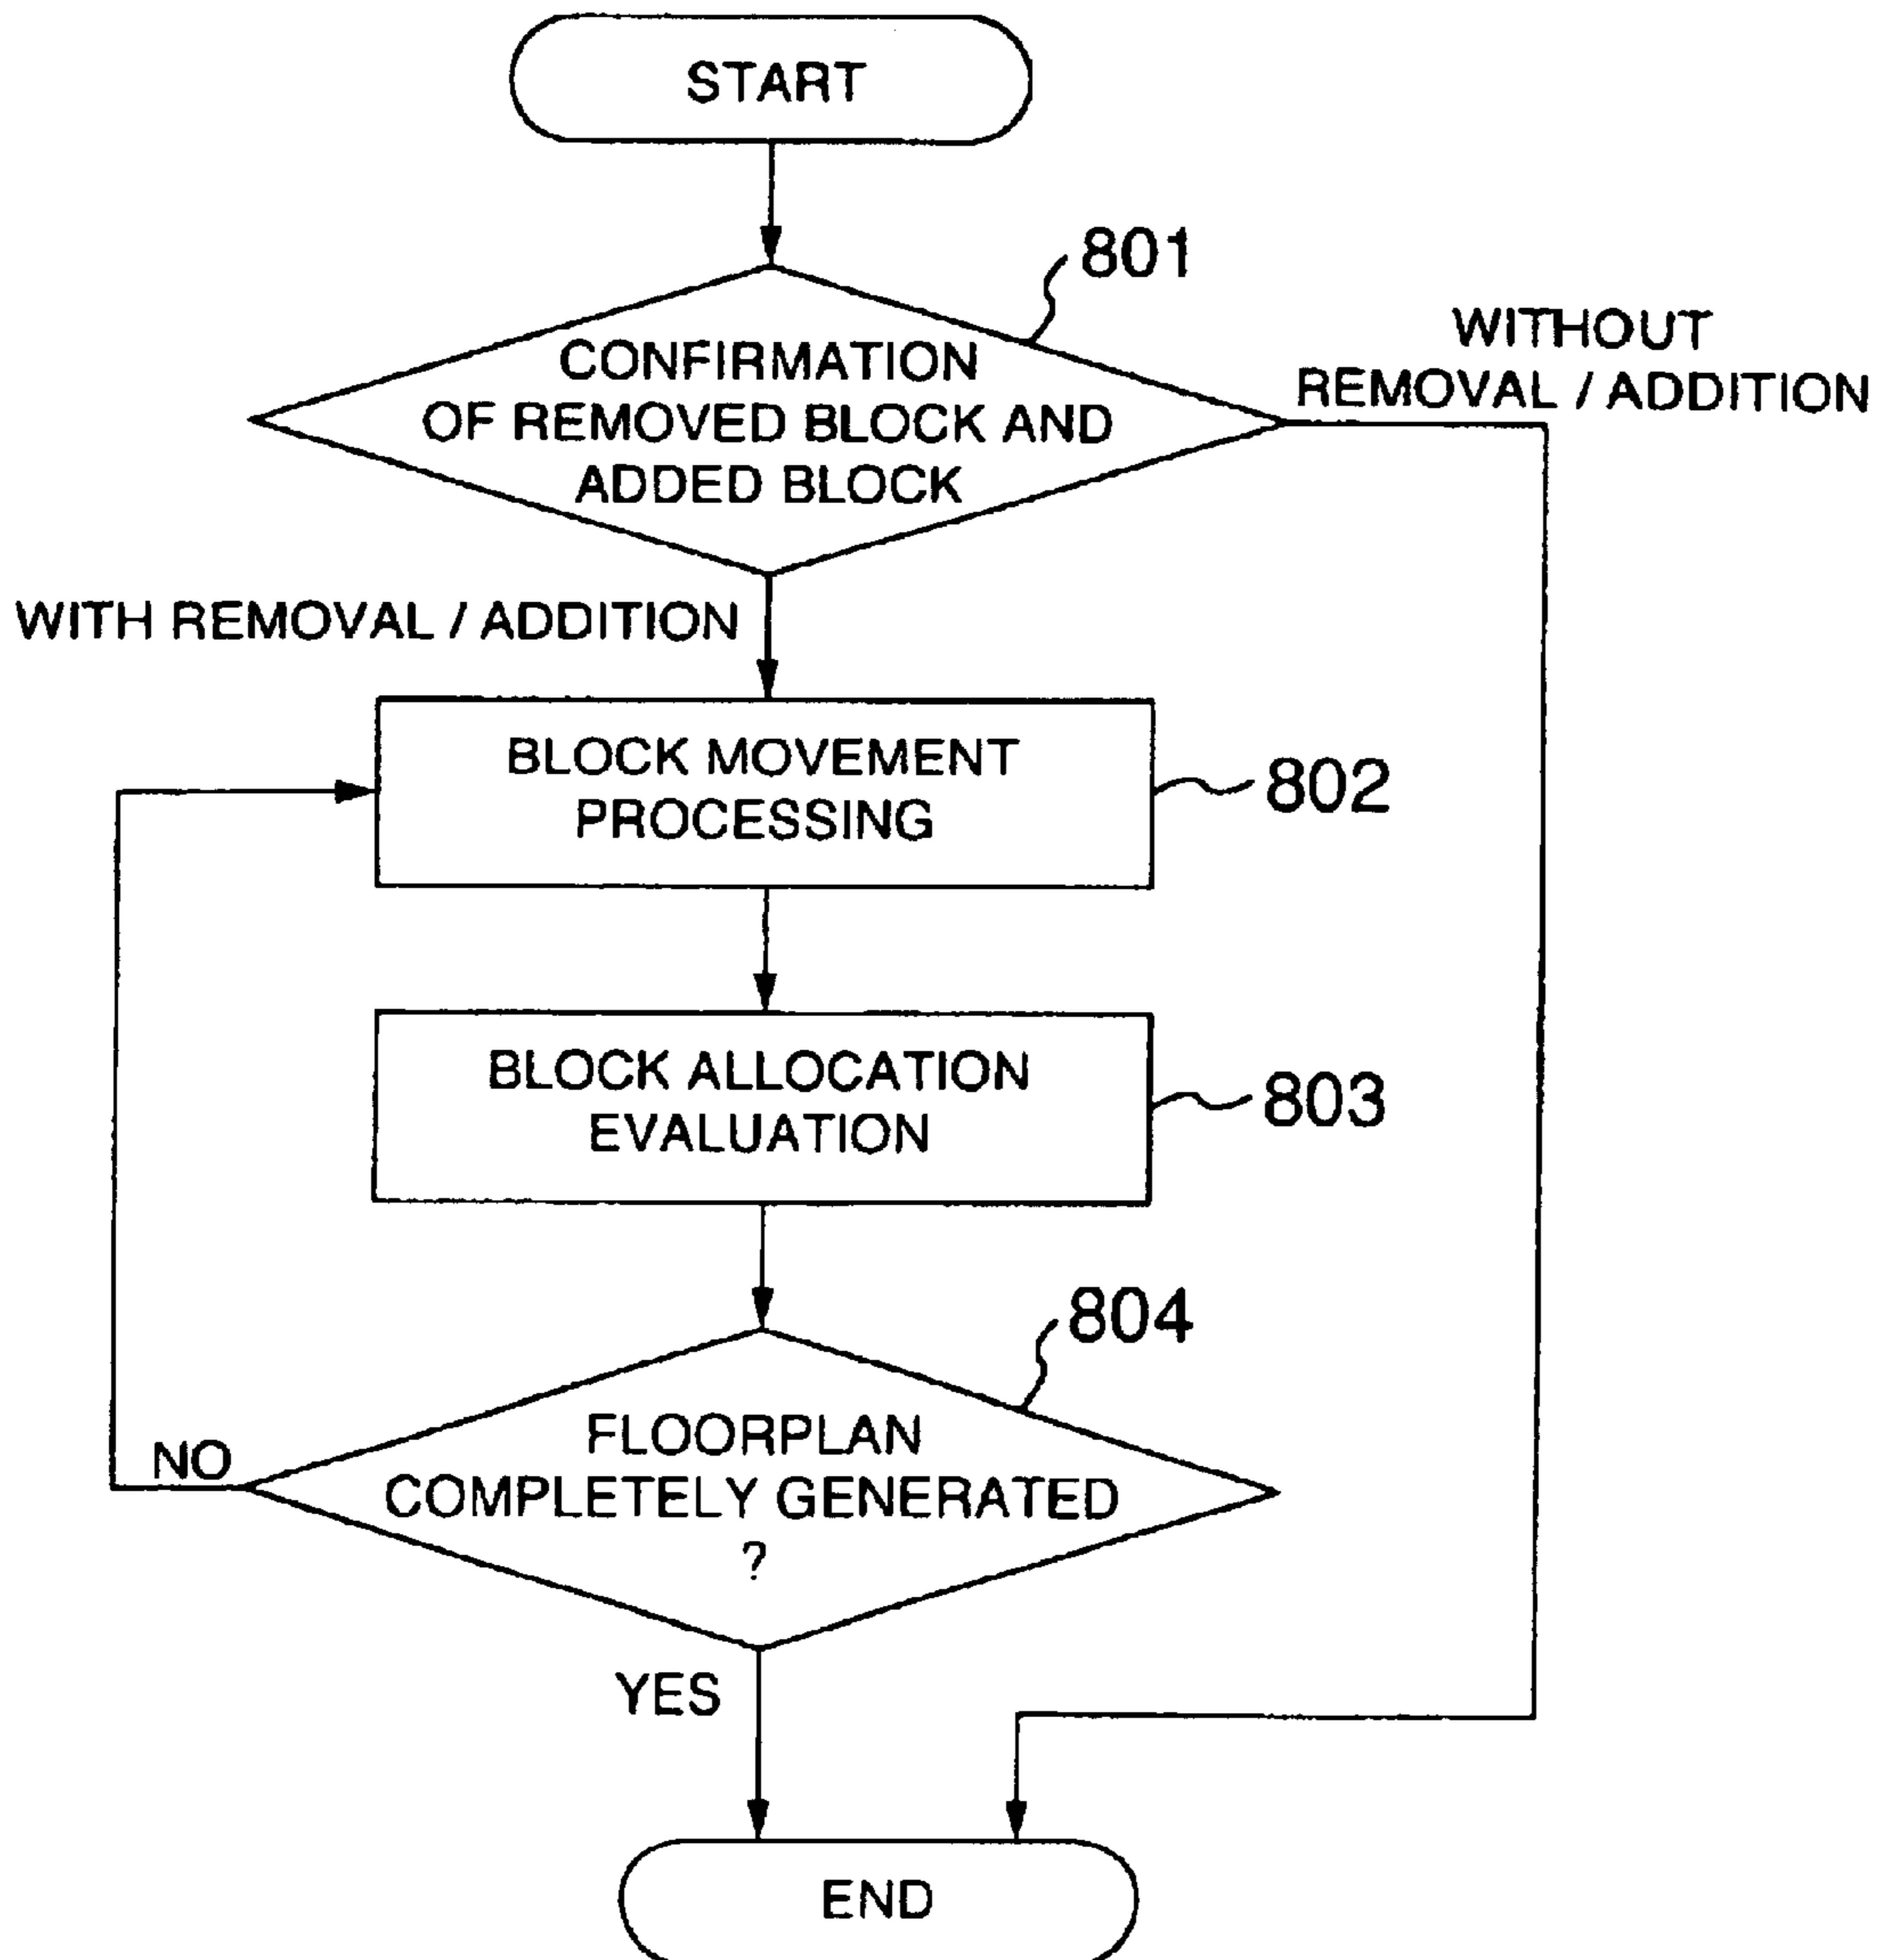 START
801
CONFIRMATION
OF REMOVED BLOCK AND
ADDED BLOCK
WITHOUT
REMOVAL / ADDITION
WITH REMOVAL / ADDITION
BLOCK MOVEMENT
PROCESSING
802
BLOCK ALLOCATION
EVALUATION
803
804
FLOORPLAN
COMPLETELY GENERATED
?
NO
YES
END